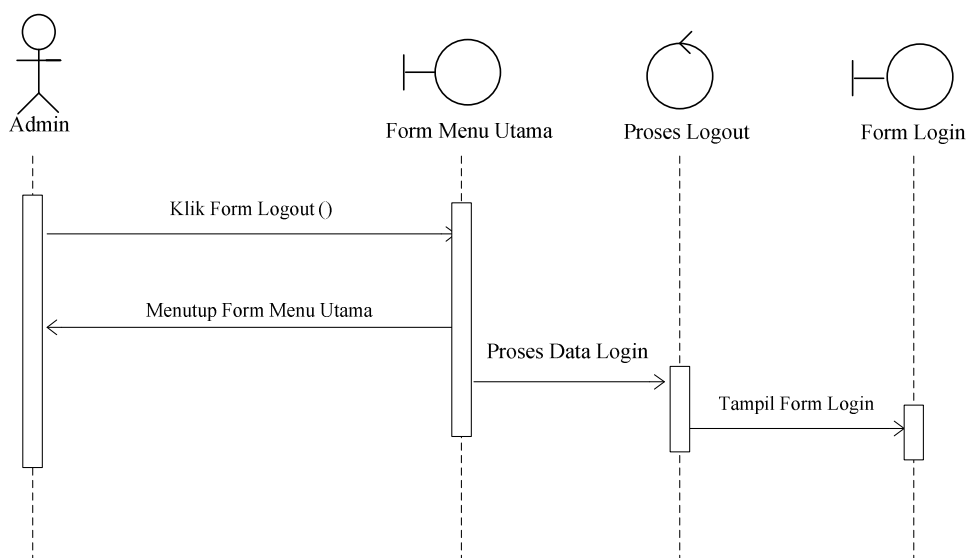 Admin
Form Menu Utama
Proses Logout
Form Login
Klik Form Logout ()
Menutup Form Menu Utama
Proses Data Login
Tampil Form Login